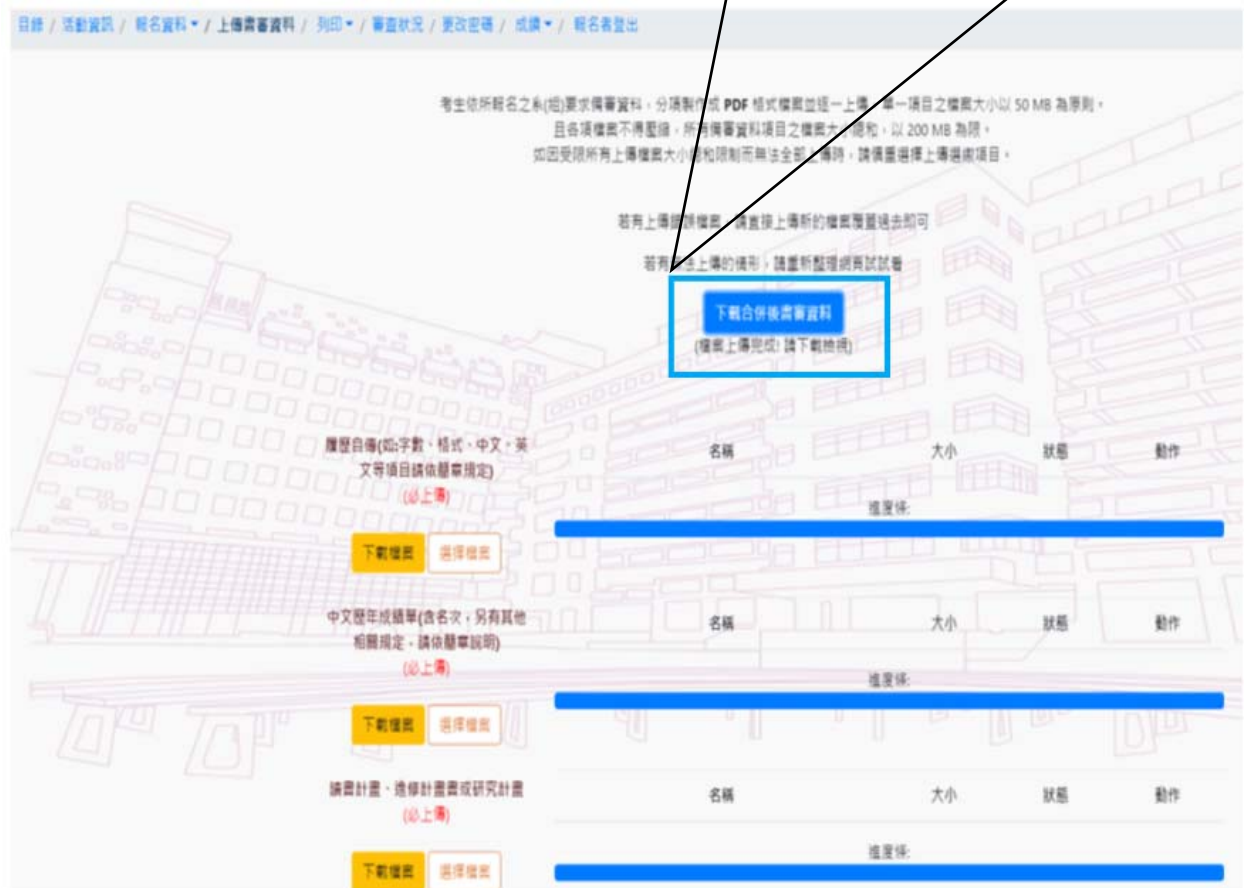 目錄 / 活動資訊 / 報名資料 / 上傳書審資料 / 列印 / 審查狀況 / 更改密碼 / 成績 / 報名者登出
考生依所報名之系(組)要求備審資料,分項製作成 PDF 格式檔案並逐一上傳,單一項目之檔案大小以 50 MB 為原則。
且各項檔案不得壓縮,所有備審資料項目之檔案大小總和,以 200 MB 為限。
如因受限所有上傳檔案大小總和限制而無法全部上傳時,請慎重選擇上傳選繳項目。
若有上傳錯誤檔案,請直接上傳新的檔案覆蓋過去即可
若有無法上傳的情形,請重新整理網頁試試看
下載合併後書審資料
(檔案上傳完成! 請下載檢視)
履歷自傳(如:字數、格式、中文、英
文等項目請依簡章規定)
(必上傳)
名稱 大小 狀態 動作
進度條:
下載檔案 選擇檔案
中文歷年成績單(含名次,另有其他
相關規定,請依簡章說明)
(必上傳)
名稱 大小 狀態 動作
進度條:
下載檔案 選擇檔案
讀書計畫、進修計畫書或研究計畫
(必上傳)
名稱 大小 狀態 動作
進度條:
下載檔案 選擇檔案